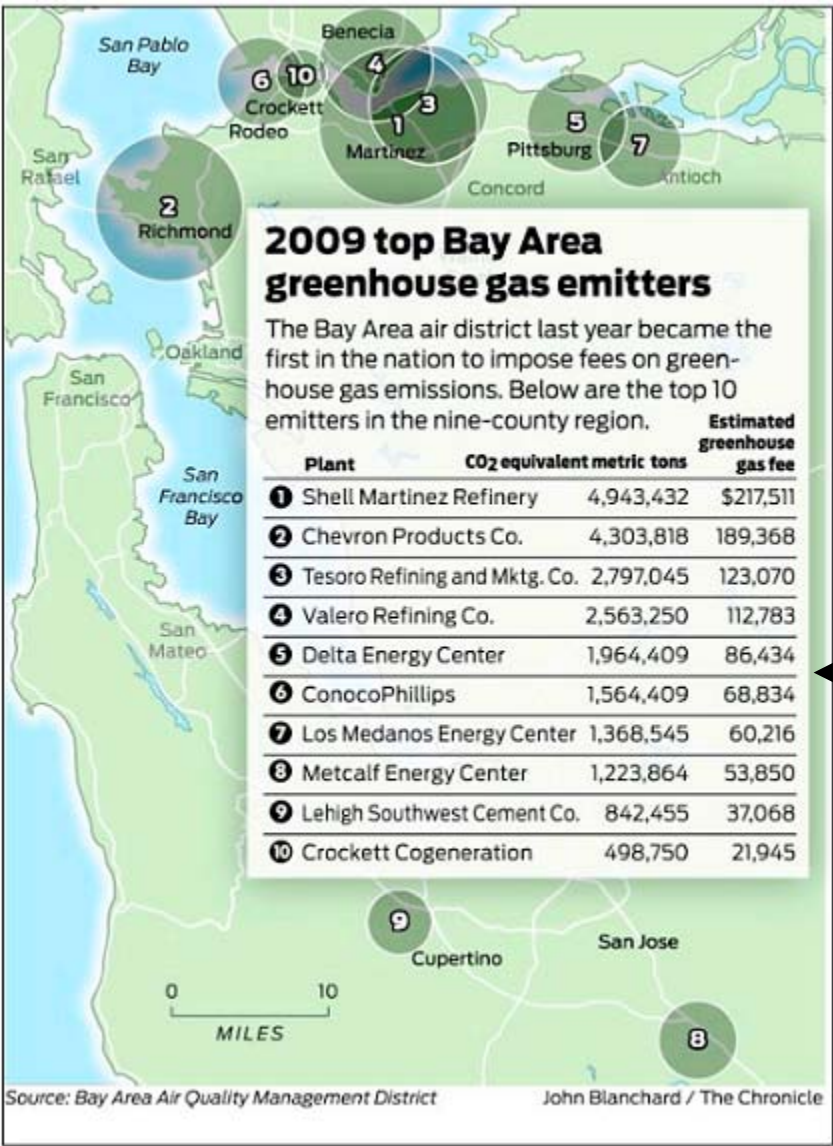 San Pablo
Bay
Benecia
4
6
10
3
Crockett
1
5
Rodeo
Martinez
Pittsburg
7
San
Rafael
Concord
Antioch
2
Richmond
2009 top Bay Area
greenhouse gas emitters
The Bay Area air district last year became the
first in the nation to impose fees on green-
house gas emissions. Below are the top 10
emitters in the nine-county region.
Oakland
San
Francisco
San
Francisco
Bay
San
Mateo
Plant CO2 equivalent metric tons Estimated
greenhouse
gas fee
1 Shell Martinez Refinery 4,943,432 $217,511
2 Chevron Products Co. 4,303,818 189,368
3 Tesoro Refining and Mktg. Co. 2,797,045 123,070
4 Valero Refining Co. 2,563,250 112,783
5 Delta Energy Center 1,964,409 86,434
6 ConocoPhillips 1,564,409 68,834
7 Los Medanos Energy Center 1,368,545 60,216
8 Metcalf Energy Center 1,223,864 53,850
9 Lehigh Southwest Cement Co. 842,455 37,068
10 Crockett Cogeneration 498,750 21,945
9
Cupertino
San Jose
0 10
MILES
8
Source: Bay Area Air Quality Management District
John Blanchard / The Chronicle